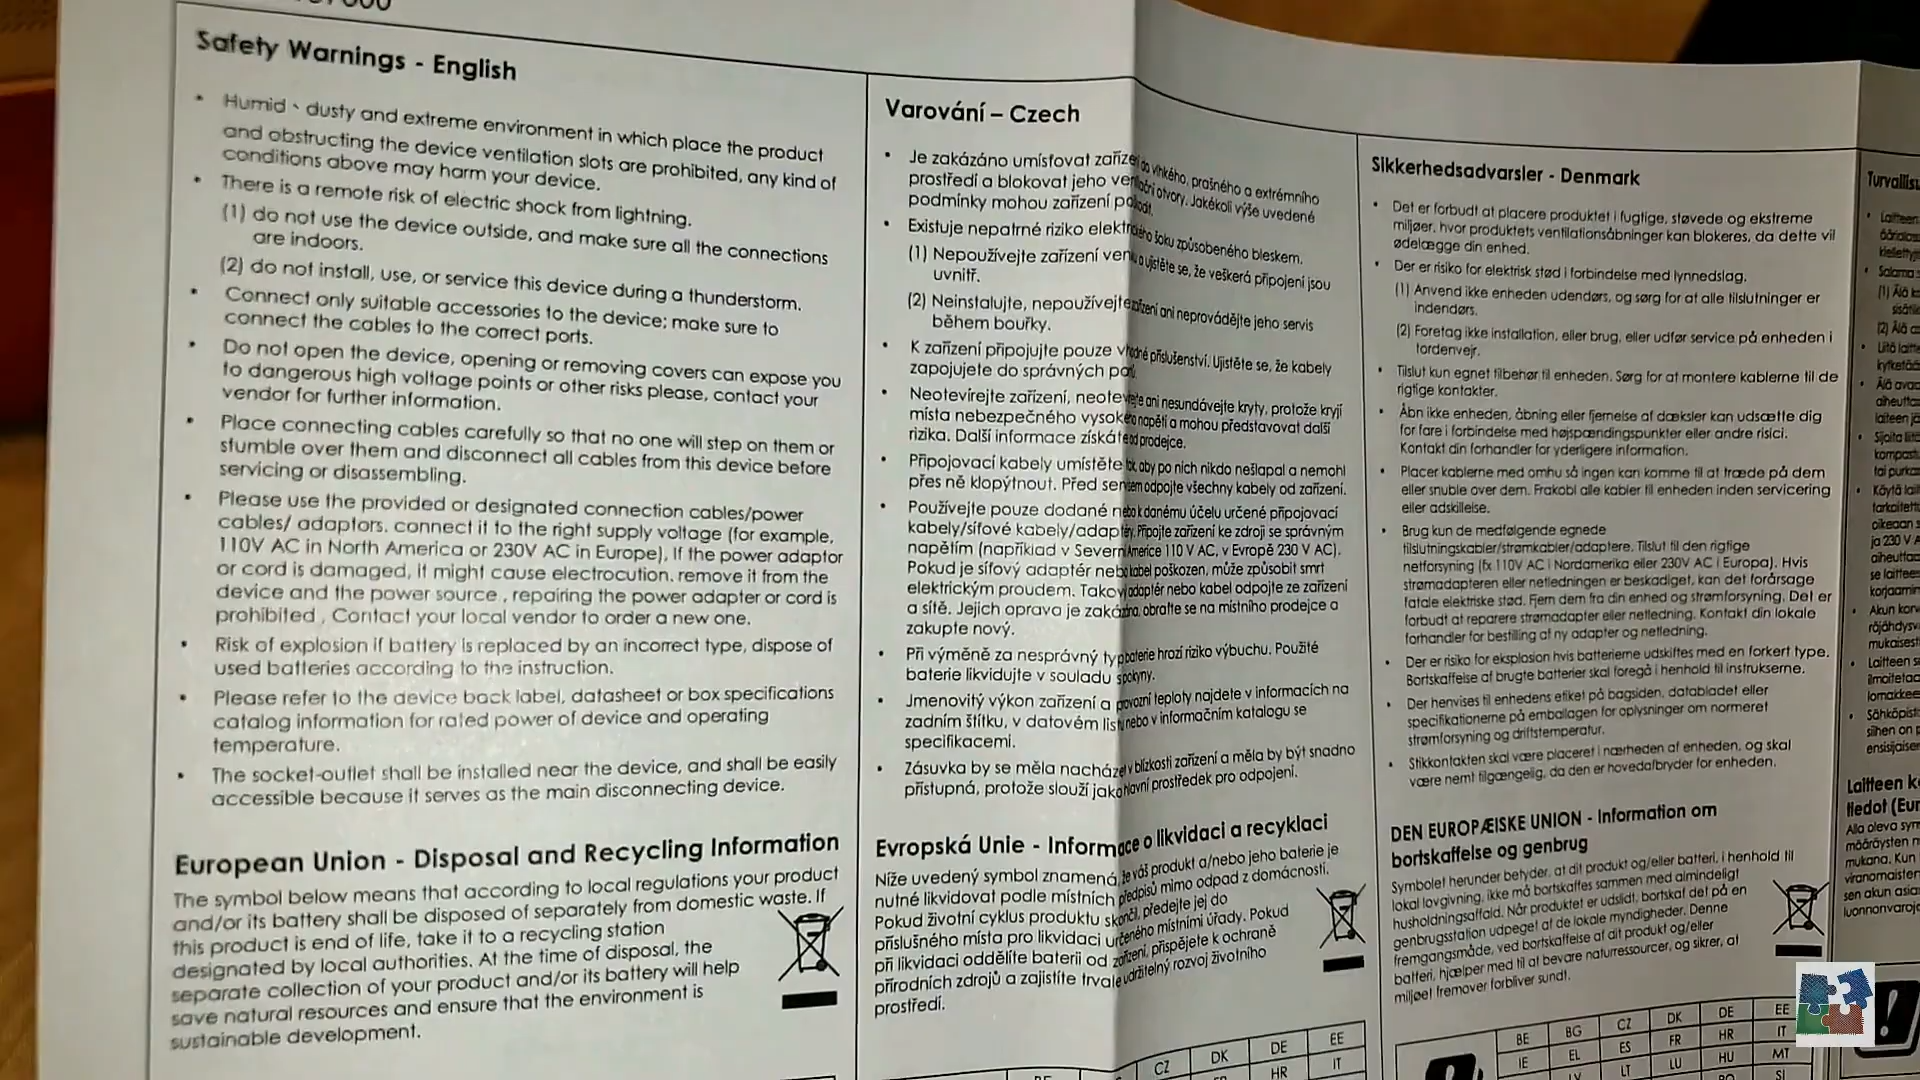 Safety Warnings - English
• Humid、dusty and extreme environment in which place the product
and obstructing the device ventilation slots are prohibited, any kind of
conditions above may harm your device.
• There is a remote risk of electric shock from lightning.
(1) do not use the device outside, and make sure all the connections
are indoors.
(2) do not install, use, or service this device during a thunderstorm.
• Connect only suitable accessories to the device; make sure to
connect the cables to the correct ports.
• Do not open the device, opening or removing covers can expose you
to dangerous high voltage points or other risks please, contact your
vendor for further information.
• Place connecting cables carefully so that no one will step on them or
stumble over them and disconnect all cables from this device before
servicing or disassembling.
• Please use the provided or designated connection cables/power
cables/ adaptors. connect it to the right supply voltage (for example,
110V AC in North America or 230V AC in Europe). If the power adaptor
or cord is damaged, it might cause electrocution. remove it from the
device and the power source , repairing the power adapter or cord is
prohibited , Contact your local vendor to order a new one.
• Risk of explosion if battery is replaced by an incorrect type, dispose of
used batteries according to the instruction.
• Please refer to the device back label, datasheet or box specifications
catalog information for rated power of device and operating
temperature.
• The socket-outlet shall be installed near the device, and shall be easily
accessible because it serves as the main disconnecting device.
European Union - Disposal and Recycling Information
The symbol below means that according to local regulations your product
and/or its battery shall be disposed of separately from domestic waste. If
this product is end of life, take it to a recycling station
designated by local authorities. At the time of disposal, the
separate collection of your product and/or its battery will help
save natural resources and ensure that the environment is
sustainable development.
Varování – Czech
• Je zakázáno umísťovat zařízení do vlhkého, prašného a extrémního
prostředí a blokovat jeho ventilační otvory. Jakékoli výše uvedené
podmínky mohou zařízení poškodit.
• Existuje nepatrné riziko elektrického šoku způsobeného bleskem.
(1) Nepoužívejte zařízení venku a ujistěte se, že veškerá připojení jsou
uvnitř.
(2) Neinstalujte, nepoužívejte zařízení ani neprovádějte jeho servis
během bouřky.
• K zařízení připojujte pouze vhodné příslušenství. Ujistěte se, že kabely
zapojujete do správných portů.
• Neotevírejte zařízení, neotevírejte ani nesundávejte kryty, protože kryjí
místa nebezpečného vysokého napětí a mohou představovat další
rizika. Další informace získáte od prodejce.
• Připojovací kabely umístěte tak, aby po nich nikdo nešlapal a nemohl
přes ně klopýtnout. Před servisem odpojte všechny kabely od zařízení.
• Používejte pouze dodané nebo k danému účelu určené připojovací
kabely/síťové kabely/adaptéry. Připojte zařízení ke zdroji se správným
napětím (například v Severní Americe 110 V AC, v Evropě 230 V AC).
Pokud je síťový adaptér nebo kabel poškozen, může způsobit smrt
elektrickým proudem. Takový adaptér nebo kabel odpojte ze zařízení
a sítě. Jejich oprava je zakázána, obraťte se na místního prodejce a
zakupte nový.
• Při výměně za nesprávný typ baterie hrozí riziko výbuchu. Použité
baterie likvidujte v souladu s pokyny.
• Jmenovitý výkon zařízení a provozní teploty najdete v informacích na
zadním štítku, v datovém listu nebo v informačním katalogu se
specifikacemi.
• Zásuvka by se měla nacházet v blízkosti zařízení a měla by být snadno
přístupná, protože slouží jako hlavní prostředek pro odpojení.
Evropská Unie - Informace o likvidaci a recyklaci
Níže uvedený symbol znamená, že váš produkt a/nebo jeho baterie je
nutné likvidovat podle místních předpisů mimo odpad z domácnosti.
Pokud životní cyklus produktu skončil, předejte jej do
příslušného místa pro likvidaci určeného místními úřady. Pokud
při likvidaci oddělíte baterii od zařízení, přispějete k ochraně
přírodních zdrojů a zajistíte trvale udržitelný rozvoj životního
prostředí.
CZ DK DE EE
HR IT
Sikkerhedsadvarsler - Denmark
• Det er forbudt at placere produktet i fugtige, støvede og ekstreme
miljøer, hvor produktets ventilationsåbninger kan blokeres, da dette vil
ødelægge din enhed.
• Der er risiko for elektrisk stød i forbindelse med lynnedslag.
(1) Anvend ikke enheden udendørs, og sørg for at alle tilslutninger er
indendørs.
(2) Foretag ikke installation, eller brug, eller udfør service på enheden i
tordenvejr.
• Tilslut kun egnet tilbehør til enheden. Sørg for at montere kablerne til de
rigtige kontakter.
• Åbn ikke enheden, åbning eller fjernelse af dæksler kan udsætte dig
for fare i forbindelse med højspændingspunkter eller andre risici.
Kontakt din forhandler for yderligere information.
• Placer kablerne med omhu så ingen kan komme til at træde på dem
eller snuble over dem. Frakobl alle kabler til enheden inden servicering
eller adskillelse.
• Brug kun de medfølgende egnede
tilslutningskabler/strømkabler/adaptere. Tilslut til den rigtige
netforsyning (fx 110V AC i Nordamerika eller 230V AC i Europa). Hvis
strømadapteren eller netledningen er beskadiget, kan det forårsage
fatale elektriske stød. Fjern dem fra din enhed og strømforsyning. Det er
forbudt at reparere strømadapter eller netledning. Kontakt din lokale
forhandler for bestilling af ny adapter og netledning.
• Der er risiko for eksplosion hvis batterierne udskiftes med en forkert type.
Bortskaffelse af brugte batterier skal foregå i henhold til instrukserne.
• Der henvises til enhedens etiket på bagsiden, databladet eller
specifikationerne på emballagen for oplysninger om normeret
strømforsyning og driftstemperatur.
• Stikkontakten skal være placeret i nærheden af enheden, og skal
være nemt tilgængelig, da den er hovedafbryder for enheden.
DEN EUROPÆISKE UNION - Information om
bortskaffelse og genbrug
Symbolet herunder betyder, at dit produkt og/eller batteri, i henhold til
lokal lovgivning, ikke må bortskaffes sammen med almindeligt
husholdningsaffald. Når produktet er udslidt, bortskaf det på en
genbrugsstation udpeget af de lokale myndigheder. Denne
fremgangsmåde, ved bortskaffelse af dit produkt og/eller
batteri, hjælper med til at bevare naturressourcer, og sikrer, at
miljøet fremover forbliver sundt.
BE BG CZ DK DE EE
IE EL ES FR HR IT
LV LT LU HU MT